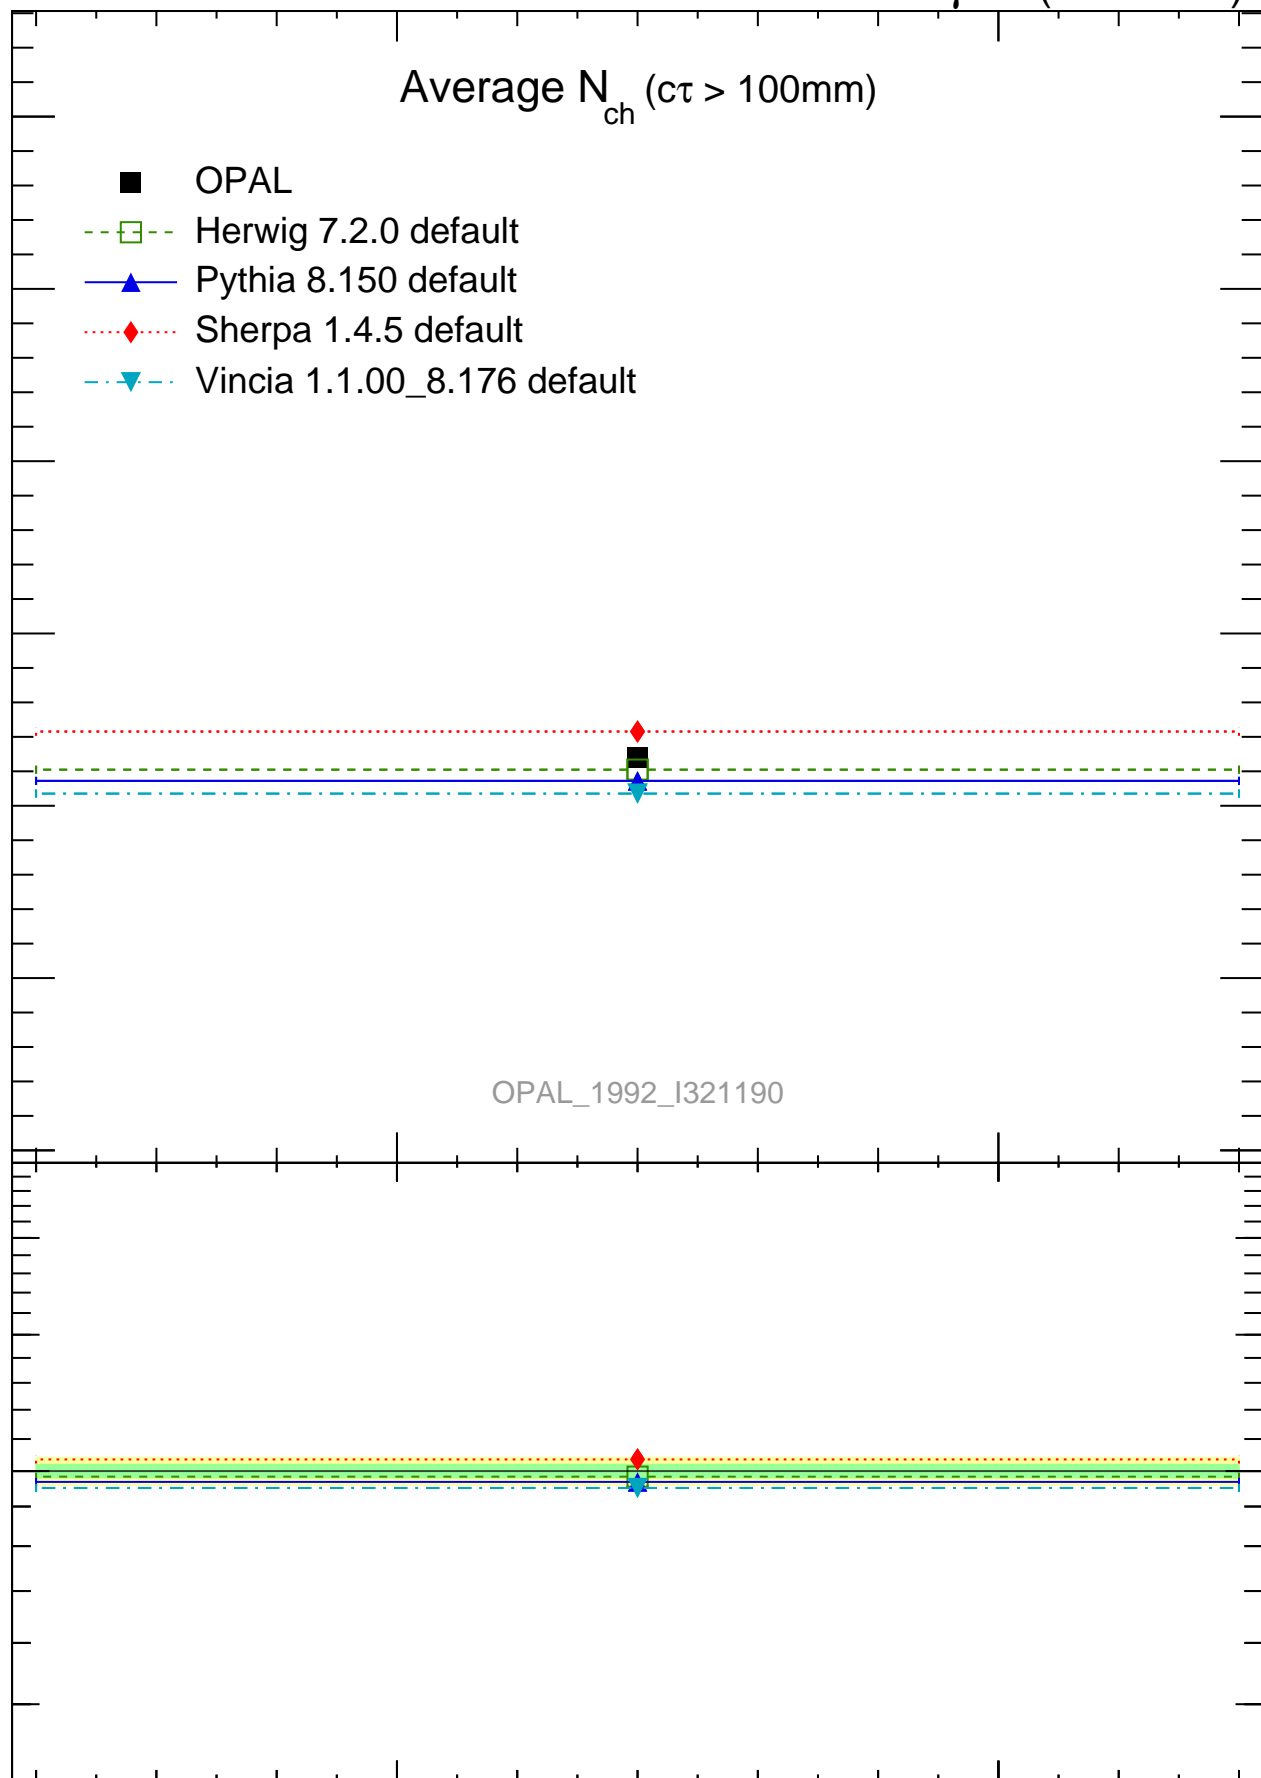 Average N_ch (cτ > 100mm)
OPAL
Herwig 7.2.0 default
Pythia 8.150 default
Sherpa 1.4.5 default
Vincia 1.1.00_8.176 default
OPAL_1992_I321190